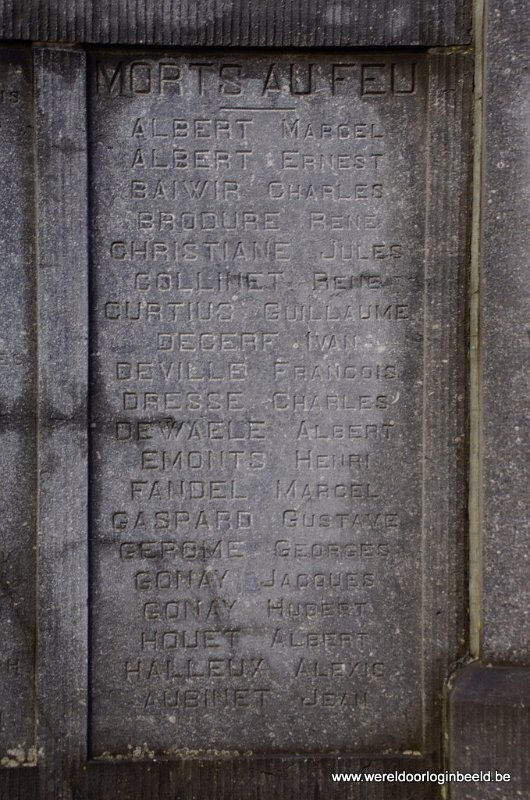 MORTS AU FEU
ALBERT MARCEL
ALBERT ERNEST
BAIWIR CHARLES
BRODURE RENE
CHRISTIANE JULES
COLLINET RENE
CURTIUS GUILLAUME
DECERF IVAN
DEVILLE FRANCOIS
DRESSE CHARLES
DEWAELE ALBERT
EMONTS HENRI
FANDEL MARCEL
GASPARD GUSTAVE
GEROME GEORGES
GONAY JACQUES
GONAY HUBERT
HOUET ALBERT
HALLEUX ALEXIS
AUBINET JEAN
www.wereldoorloginbeeld.be